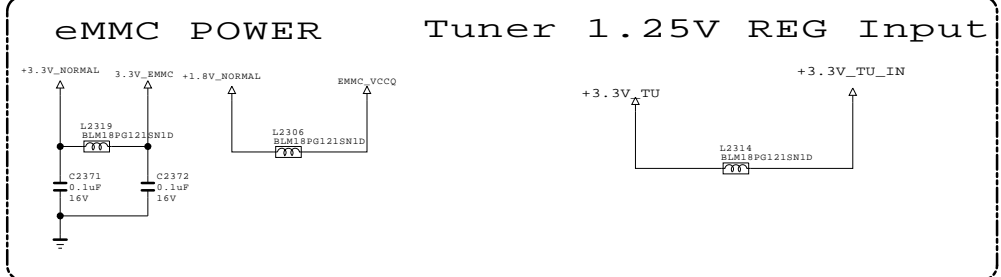 eMMC POWER
Tuner 1.25V REG Input
+3.3V_NORMAL
3.3V_EMMC
+1.8V_NORMAL
EMMC_VCCQ
L2319
BLM18PG121SN1D
C2371
0.1uF
16V
C2372
0.1uF
16V
L2306
BLM18PG121SN1D
+3.3V_TU
+3.3V_TU_IN
L2314
BLM18PG121SN1D